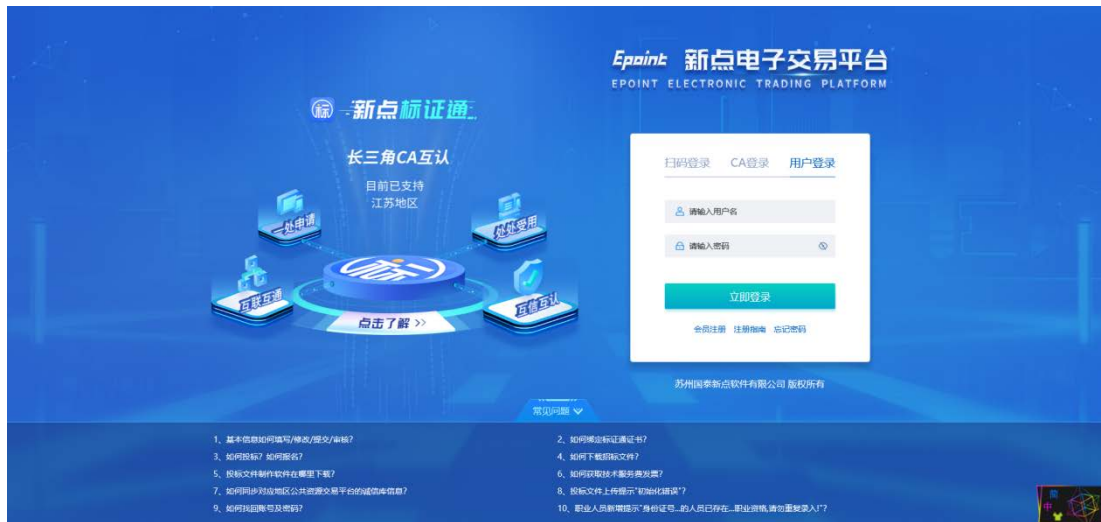 Epoint 新点电子交易平台
EPOINT ELECTRONIC TRADING PLATFORM
标 新点标证通
长三角CA互认
目前已支持
江苏地区
一处申请
处处受用
互联互通
互信互认
标
点击了解 >>
扫码登录 CA登录 用户登录
请输入用户名
请输入密码
立即登录
会员注册 注册指南 忘记密码
苏州国泰新点软件有限公司 版权所有
常见问题
1、基本信息如何填写/修改/提交/审核?
2、如何绑定标证通证书?
3、如何投标? 如何报名?
4、如何下载招标文件?
5、投标文件制作软件在哪里下载?
6、如何获取技术服务费发票?
7、如何同步对应地区公共资源交易平台的诚信库信息?
8、投标文件上传提示"初始化错误"?
9、如何找回账号及密码?
10、职业人员新增提示"身份证号...的人员已存在...职业资格,请勿重复录入!"?
简
中